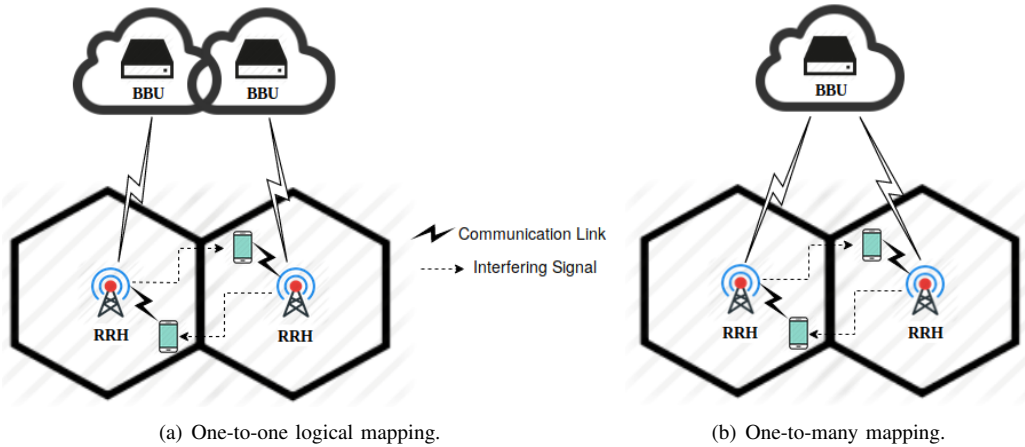 BBU
BBU
BBU
Communication Link
Interfering Signal
RRH
RRH
RRH
RRH
(a) One-to-one logical mapping.
(b) One-to-many mapping.